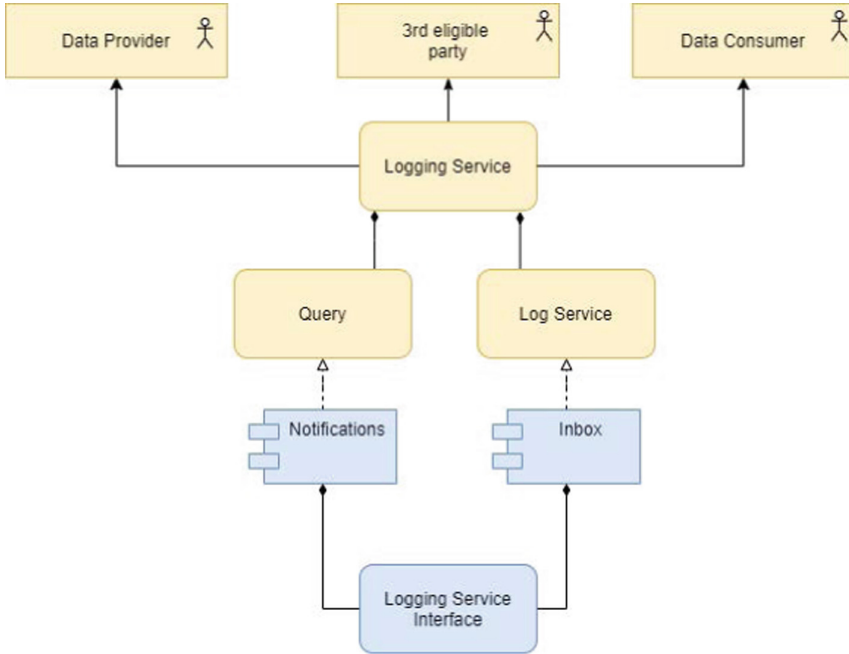 Data Provider
3rd eligible
party
Data Consumer
Logging Service
Query
Log Service
Notifications
Inbox
Logging Service
Interface